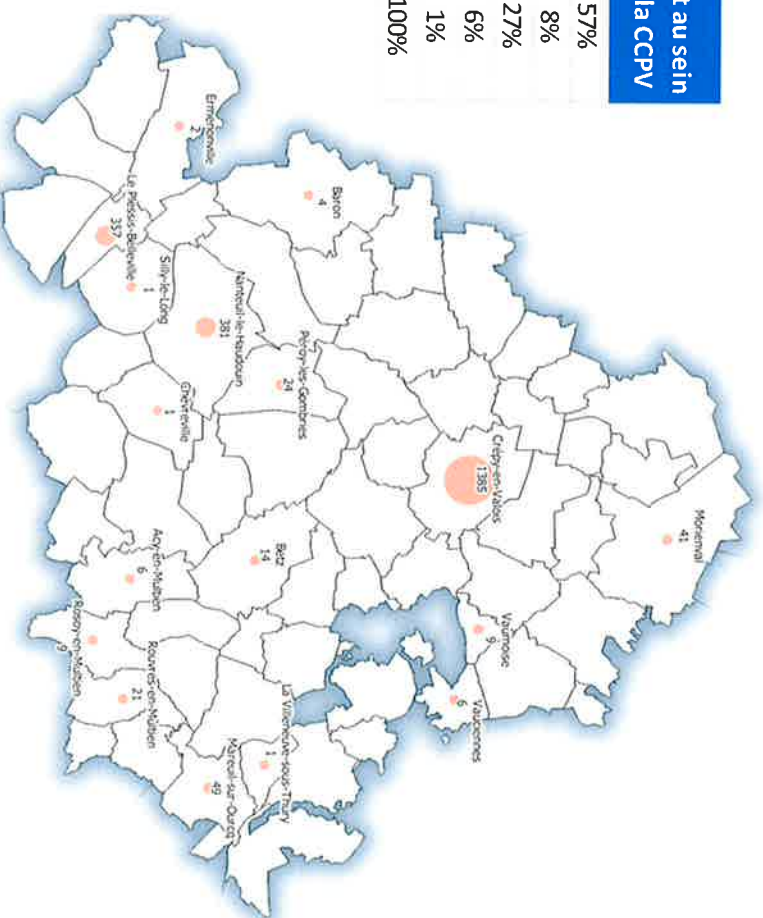 t au sein
la CCPV
57%
8%
27%
6%
1%
100%
Morienval
41
Vaumoise
9
Vauciennes
6
Crépy-en-Valois
1385
Baron
4
Péroy-les-Gombries
24
Ermenonville
2
Nanteuil-le-Haudouin
381
Betz
14
La Villeneuve-sous-Thury
1
Mareuil-sur-Ourcq
49
Silly-le-Long
1
Le Plessis-Belleville
357
Chèvreville
1
Acy-en-Multien
6
Rouvres-en-Multien
21
Rosoy-en-Multien
9